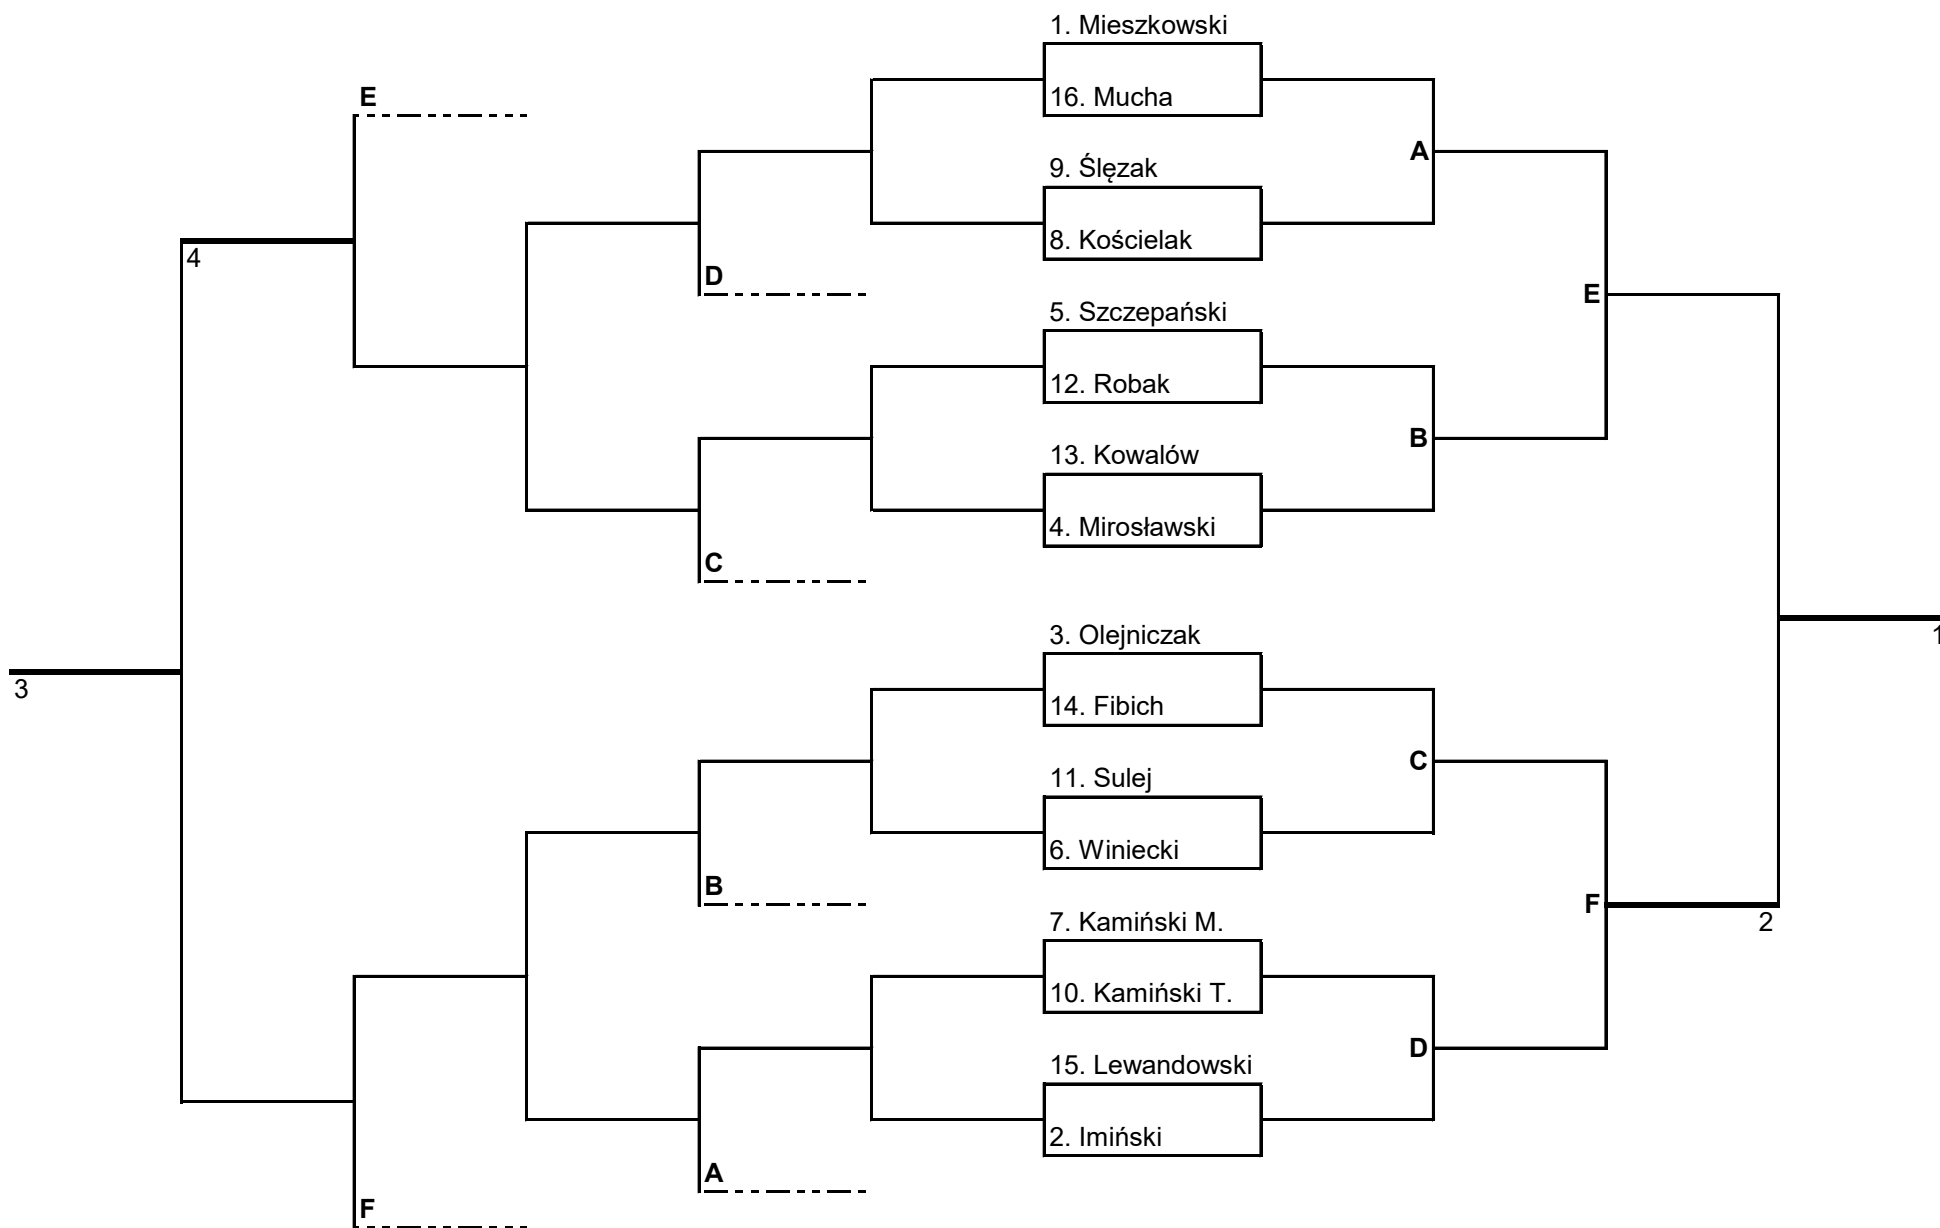 1. Mieszkowski
E
16. Mucha
A
9. Ślęzak
8. Kościelak
4
D
E
5. Szczepański
12. Robak
B
13. Kowalów
4. Mirosławski
C
3. Olejniczak
1
3
14. Fibich
C
11. Sulej
6. Winiecki
B
F
7. Kamiński M.
2
10. Kamiński T.
D
15. Lewandowski
2. Imiński
A
F